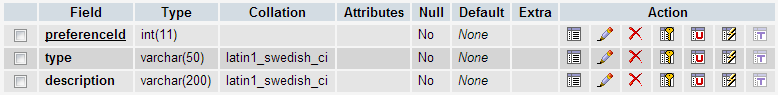 Field Type Collation Attributes Null Default Extra Action
preferenceId int(11) No None
type varchar(50) latin1_swedish_ci No None
description varchar(200) latin1_swedish_ci No None